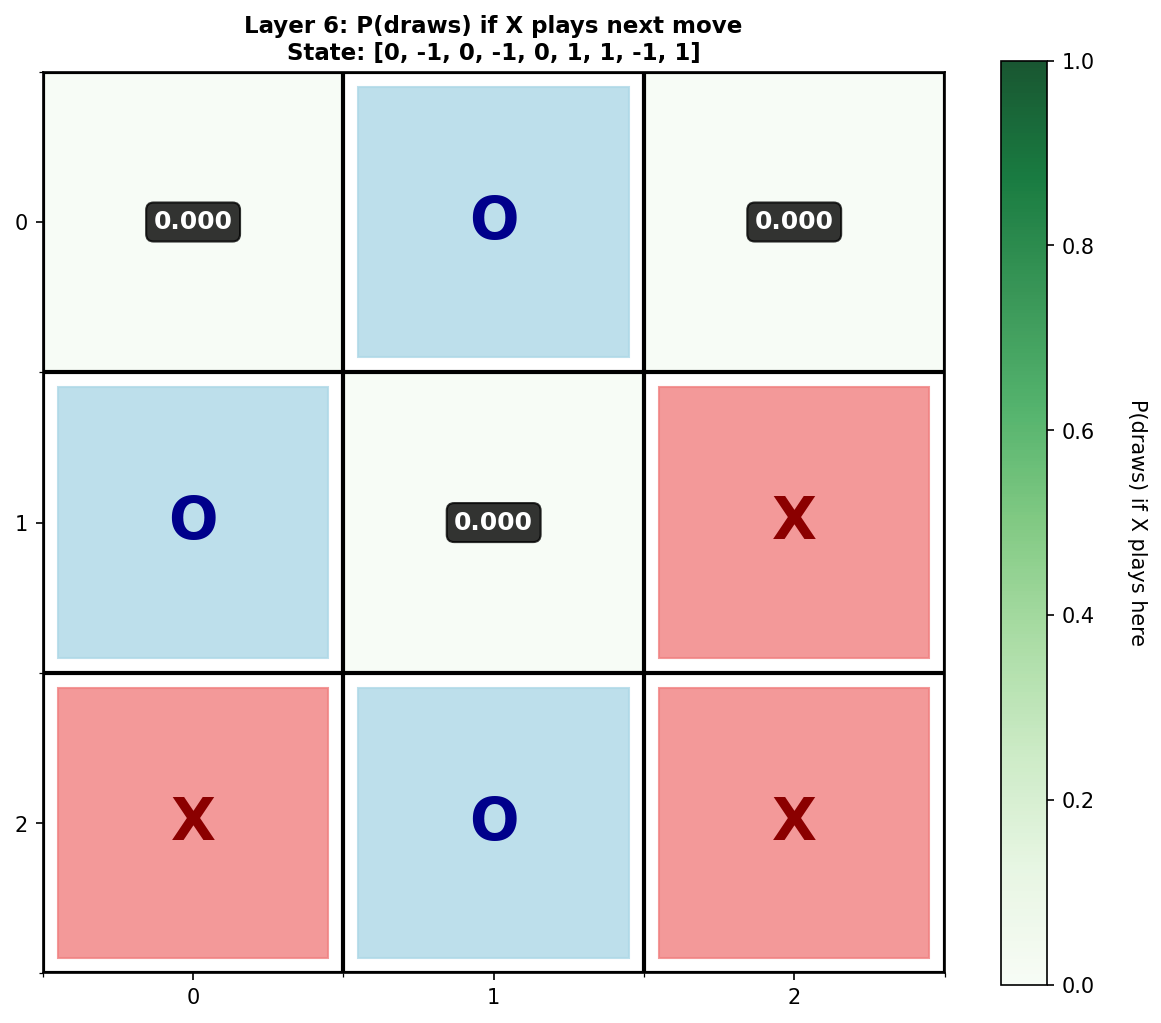 Layer 6: P(draws) if X plays next move
State: [0, -1, 0, -1, 0, 1, 1, -1, 1]
0.000
O
0.000
O
0.000
X
X
O
X
0
1
2
0
1
2
1.0
0.8
0.6
0.4
0.2
0.0
P(draws) if X plays here